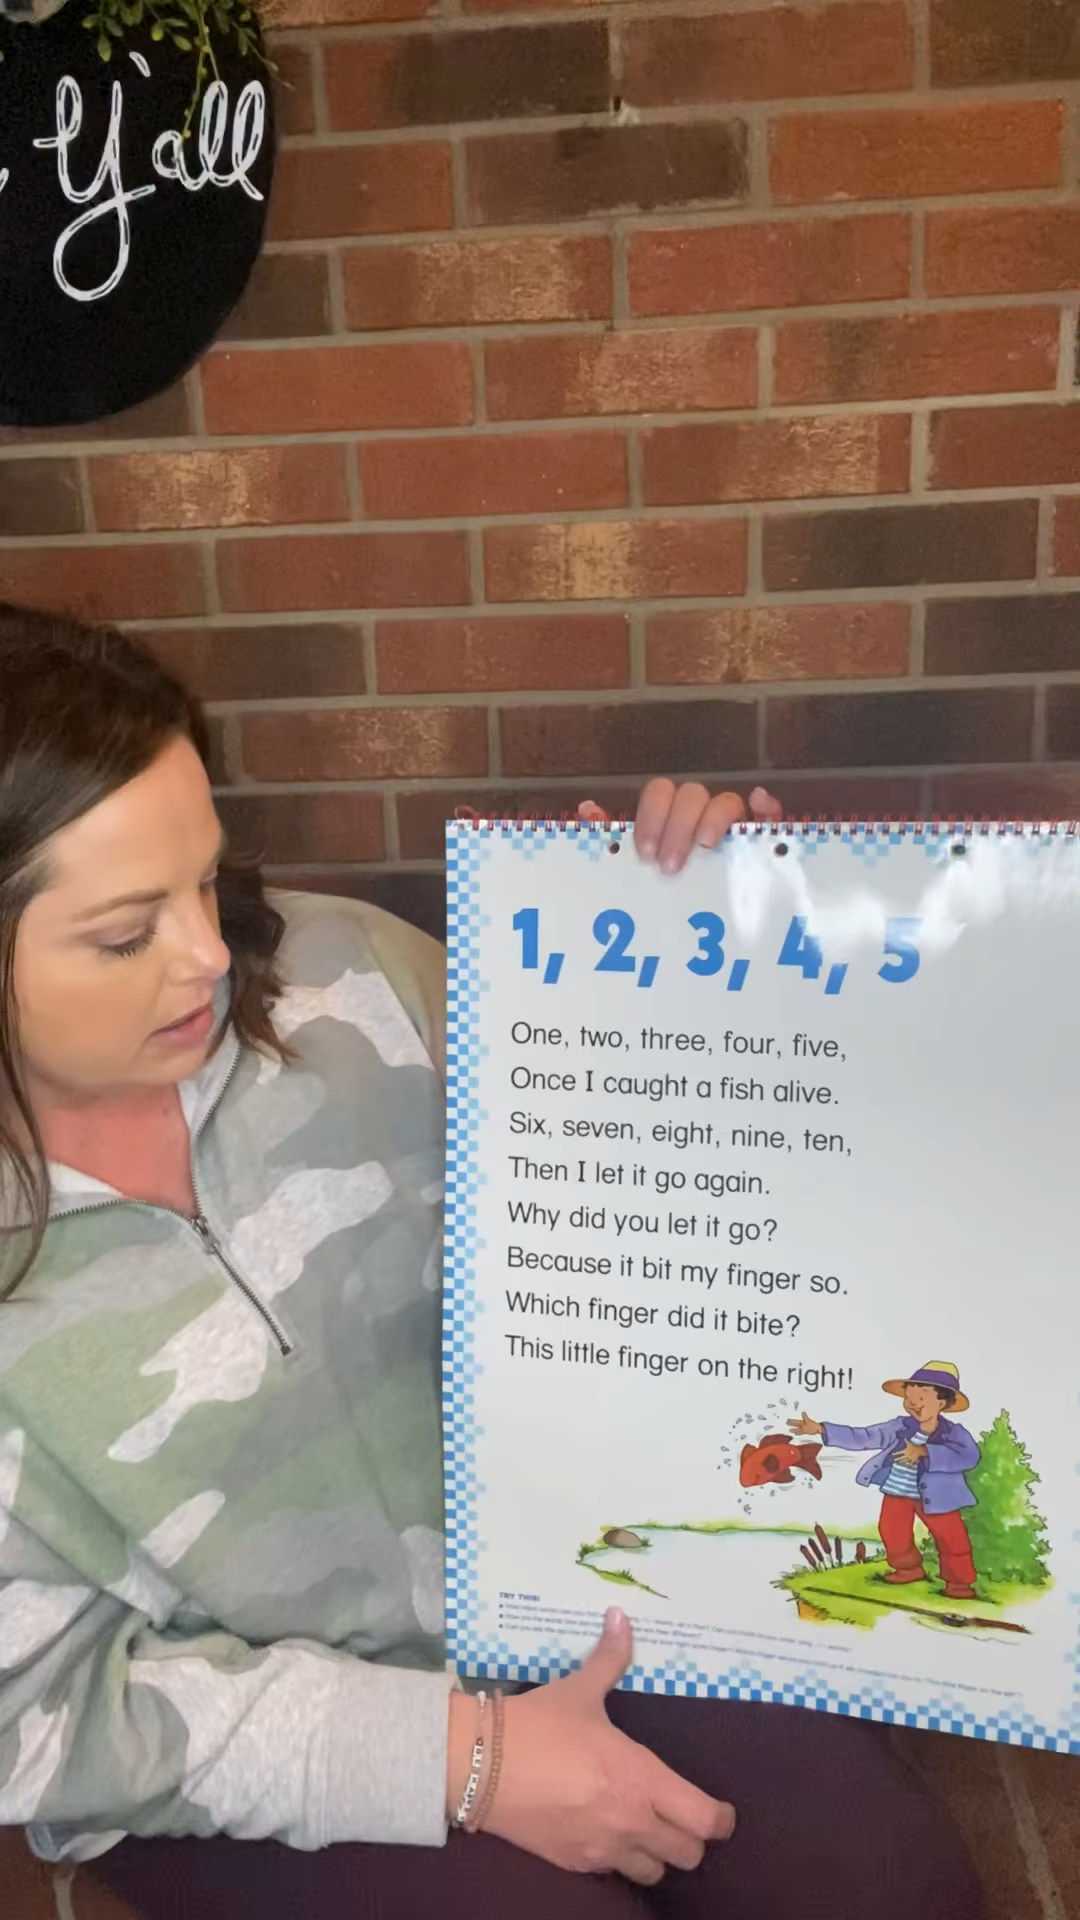 y'all
1, 2, 3, 4, 5
One, two, three, four, five,
Once I caught a fish alive.
Six, seven, eight, nine, ten,
Then I let it go again.
Why did you let it go?
Because it bit my finger so.
Which finger did it bite?
This little finger on the right!
TRY THIS!